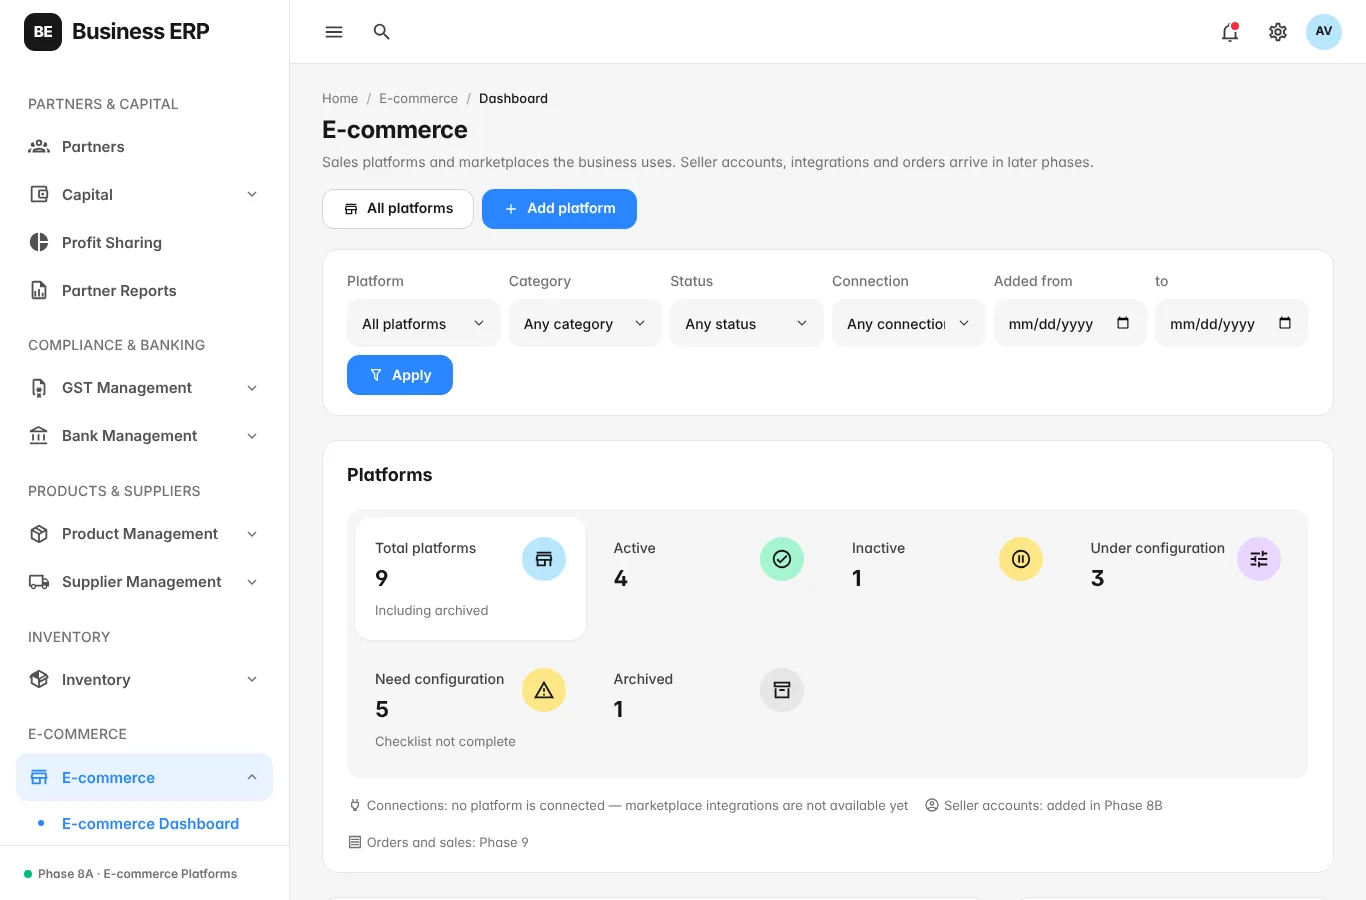 BE Business ERP
PARTNERS & CAPITAL
Partners
Capital
Profit Sharing
Partner Reports
COMPLIANCE & BANKING
GST Management
Bank Management
PRODUCTS & SUPPLIERS
Product Management
Supplier Management
INVENTORY
Inventory
E-COMMERCE
E-commerce
E-commerce Dashboard
Phase 8A · E-commerce Platforms
AV
Home / E-commerce / Dashboard
E-commerce
Sales platforms and marketplaces the business uses. Seller accounts, integrations and orders arrive in later phases.
All platforms + Add platform
Platform Category Status Connection Added from to
All platforms Any category Any status Any connection mm/dd/yyyy mm/dd/yyyy
Apply
Platforms
Total platforms Active Inactive Under configuration
9 4 1 3
Including archived
Need configuration Archived
5 1
Checklist not complete
Connections: no platform is connected — marketplace integrations are not available yet Seller accounts: added in Phase 8B
Orders and sales: Phase 9